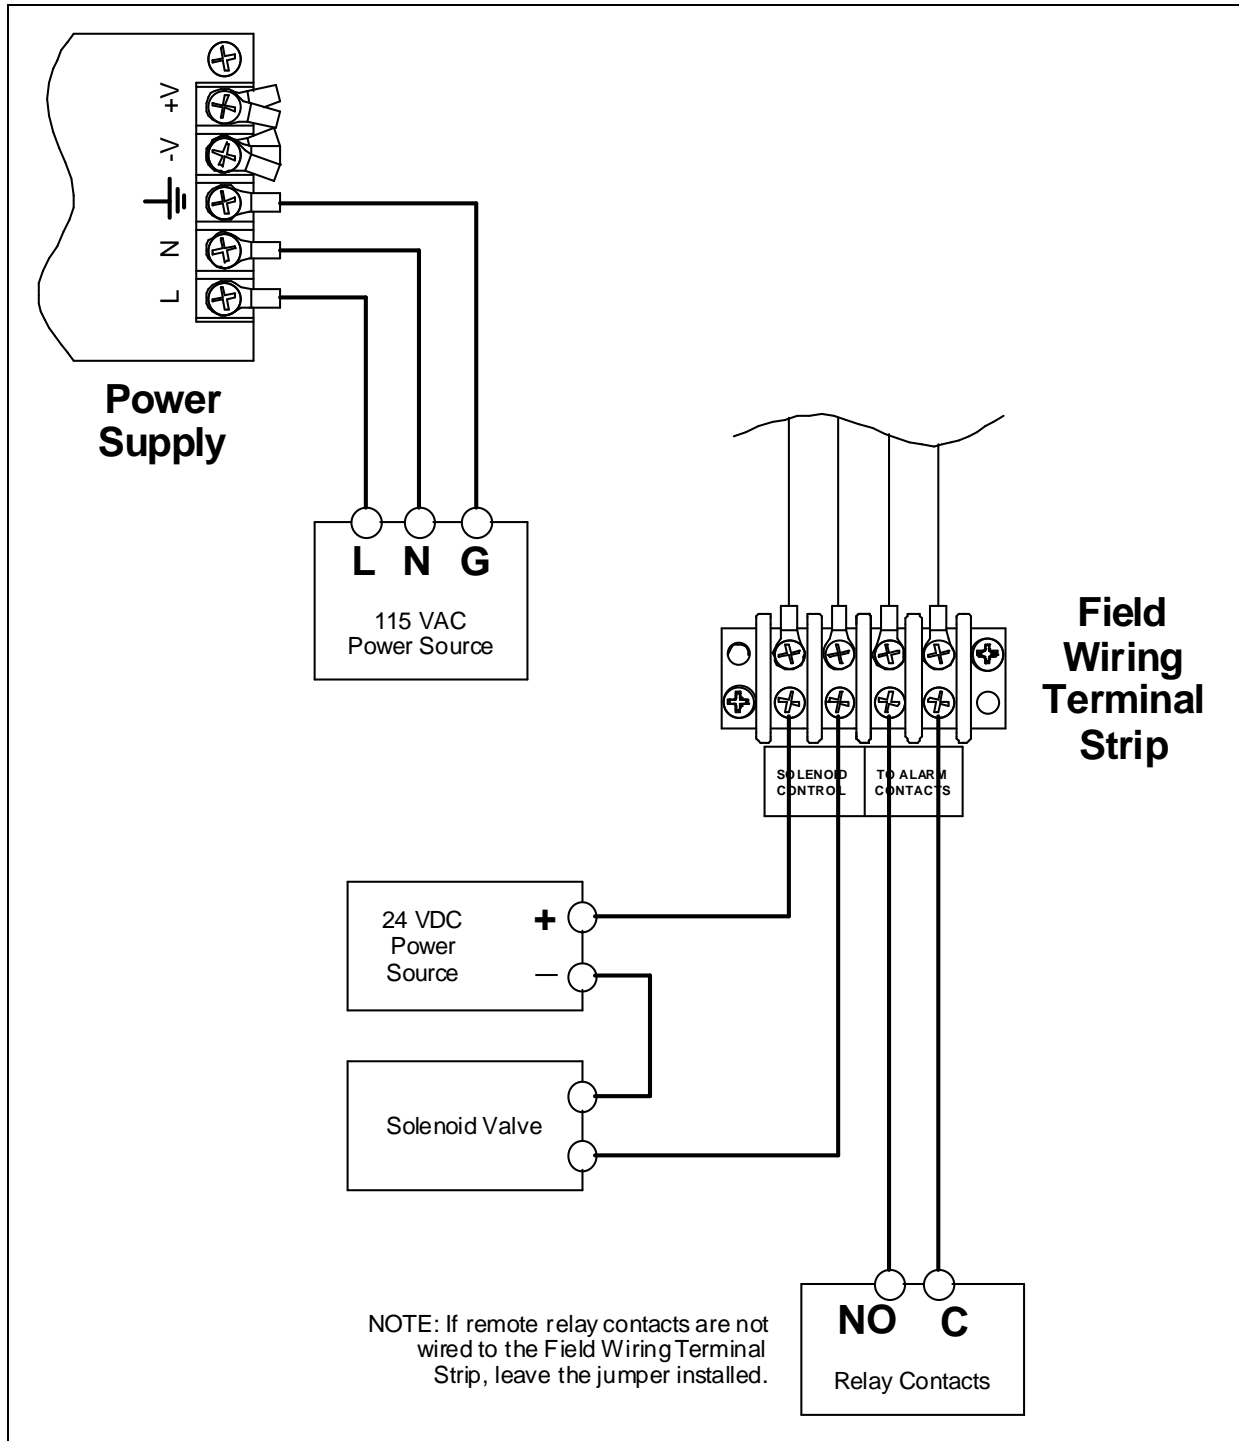 +V
-V
N
L
Power
Supply
L N G
115 VAC
Power Source
Field
Wiring
Terminal
Strip
SOLENOID
CONTROL
TO ALARM
CONTACTS
24 VDC
Power
Source
+
−
Solenoid Valve
NO C
Relay Contacts
NOTE: If remote relay contacts are not
wired to the Field Wiring Terminal
Strip, leave the jumper installed.